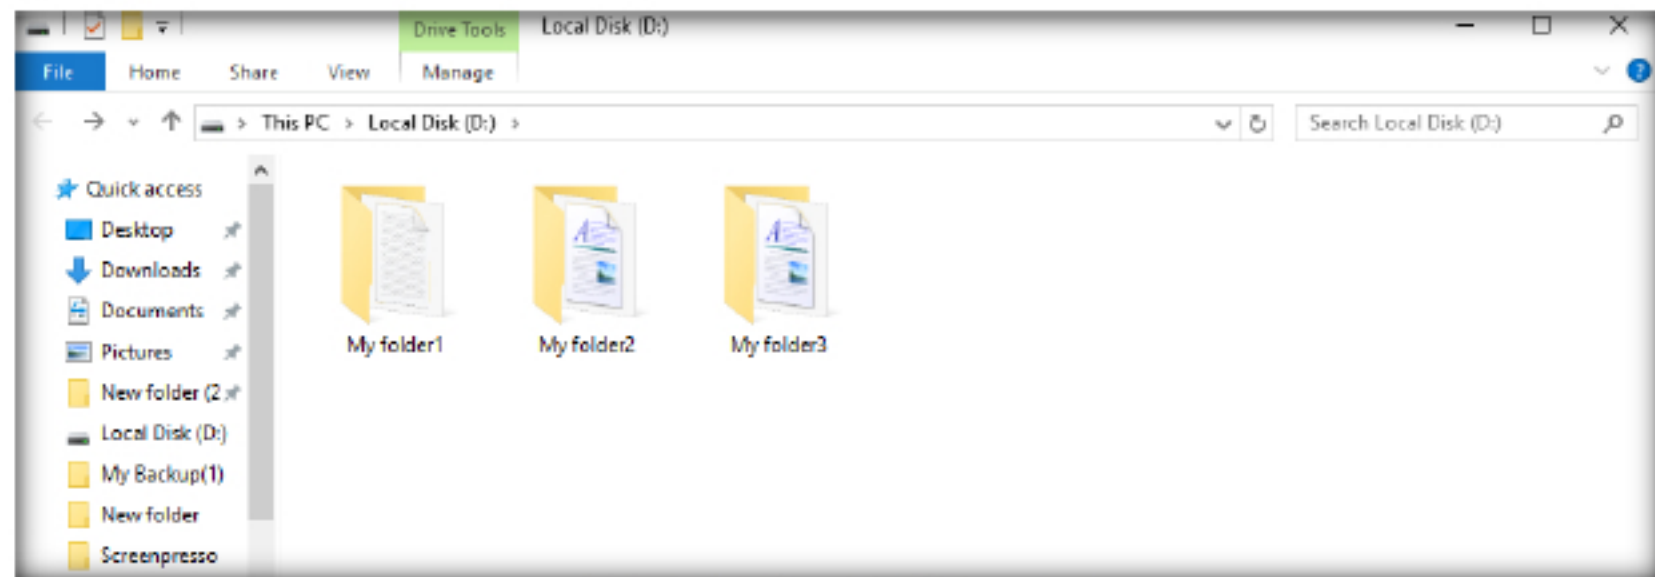 Drive Tools Local Disk (D:)
File Home Share View Manage
This PC > Local Disk (D:) >
Search Local Disk (D:)
Quick access
Desktop
Downloads
Documents
Pictures
New folder (2
Local Disk (D:)
My Backup(1)
New folder
Screenpresso
My folder1
My folder2
My folder3